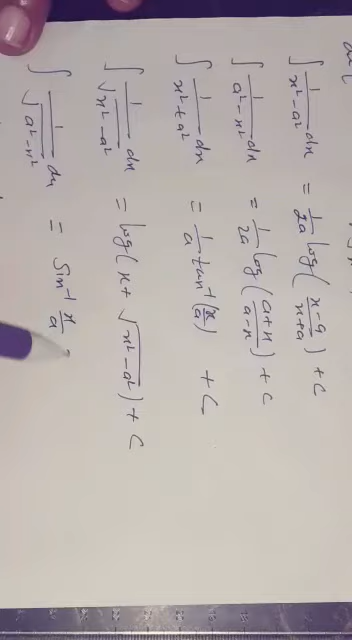 ∫ 1/(x²-a²) dx = 1/2a log(x-a/x+a) + C
∫ 1/(a²-x²) dx = 1/2a log(a+x/a-x) + C
∫ 1/(x²+a²) dx = 1/a tan⁻¹(x/a) + C
∫ 1/√(x²-a²) dx = log(x+√(x²-a²)) + C
∫ 1/√(a²-x²) dx = Sin⁻¹ x/a